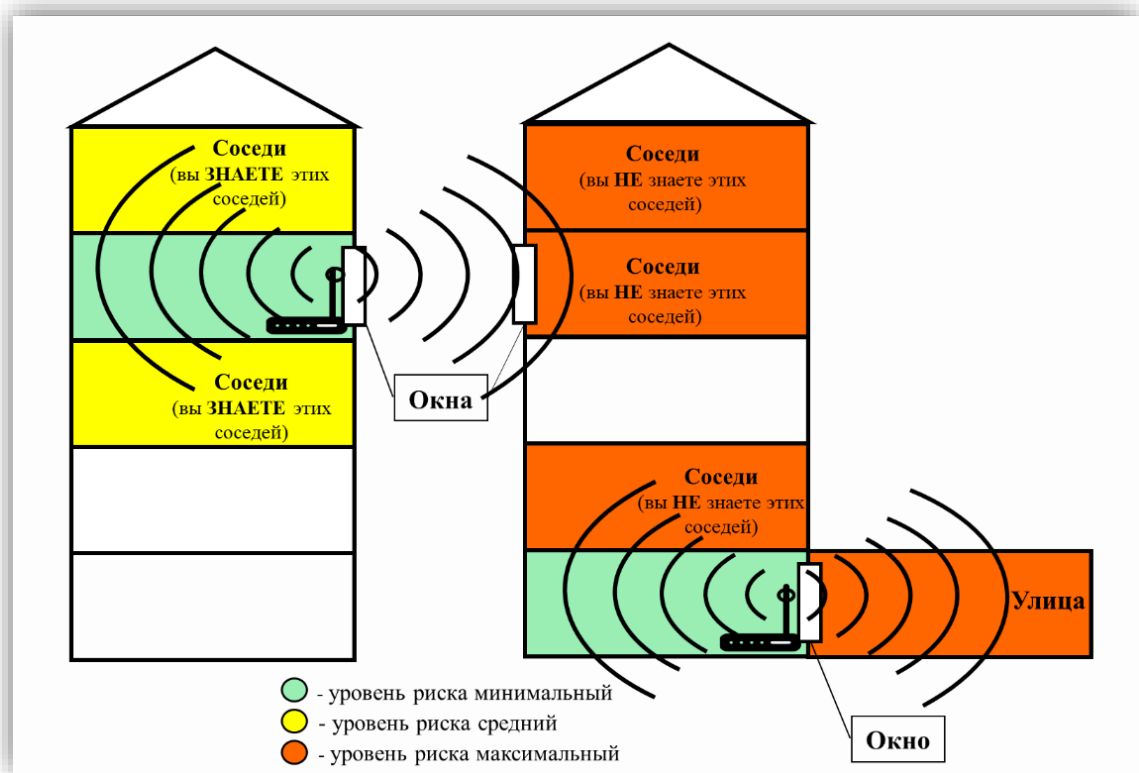 Соседи
(вы ЗНАЕТЕ этих
соседей)
Соседи
(вы НЕ знаете этих
соседей)
Соседи
(вы НЕ знаете этих
соседей)
Соседи
(вы ЗНАЕТЕ этих
соседей)
Окна
Соседи
(вы НЕ знаете этих
соседей)
Улица
- уровень риска минимальный
- уровень риска средний
- уровень риска максимальный
Окно